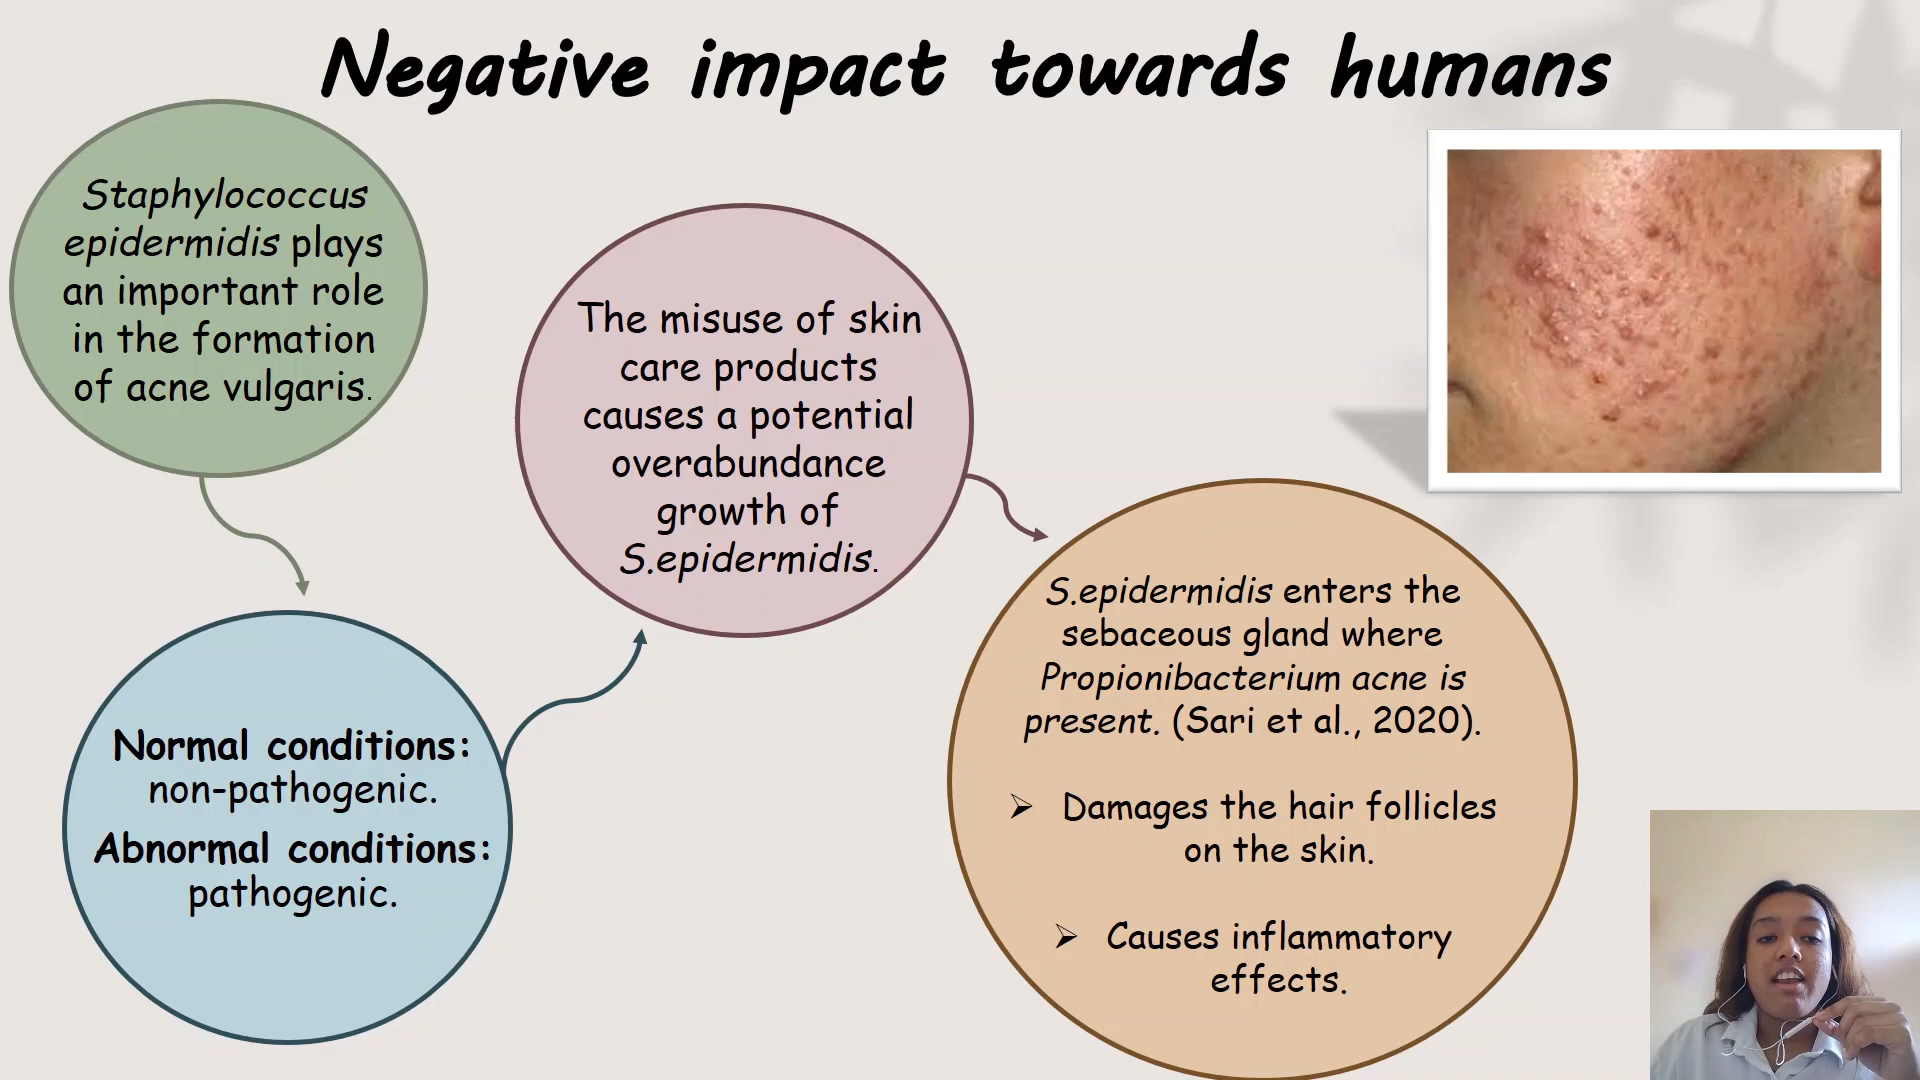 Negative impact towards humans
Staphylococcus
epidermidis plays
an important role
in the formation
of acne vulgaris.
Normal conditions:
non-pathogenic.
Abnormal conditions:
pathogenic.
The misuse of skin
care products
causes a potential
overabundance
growth of
S.epidermidis.
S.epidermidis enters the
sebaceous gland where
Propionibacterium acne is
present. (Sari et al., 2020).
➢ Damages the hair follicles
on the skin.
➢ Causes inflammatory
effects.